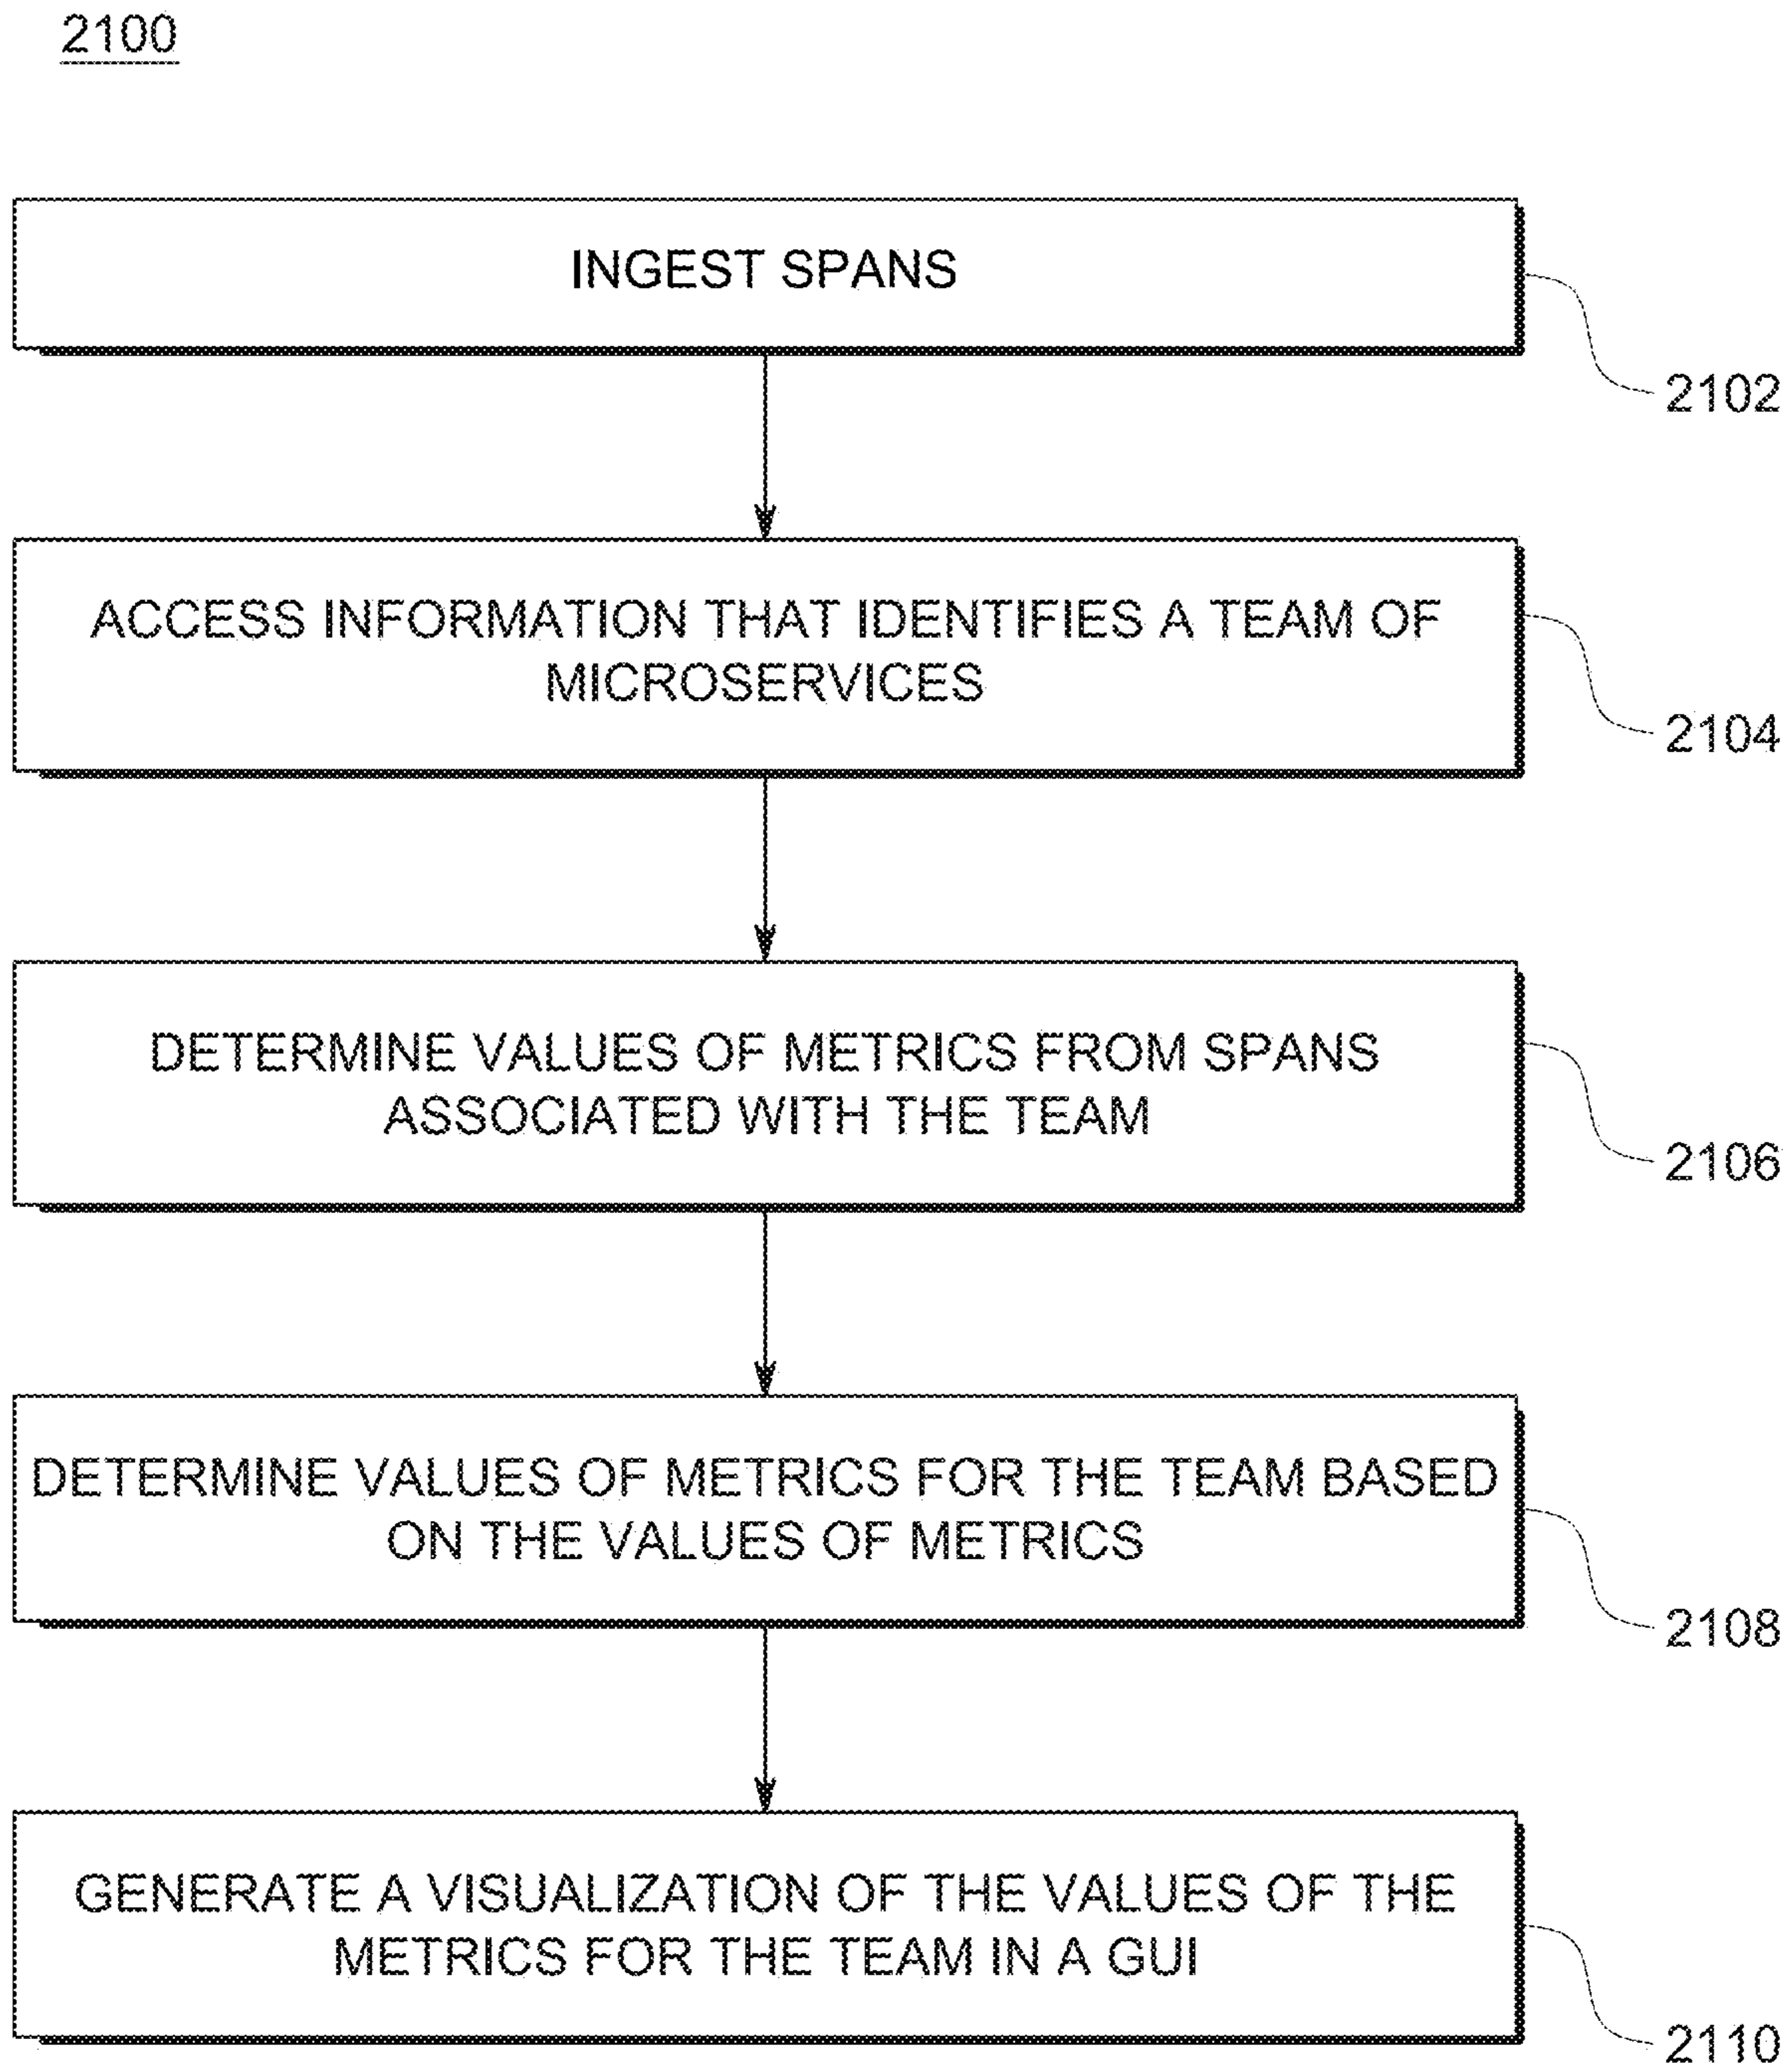 2100
INGEST SPANS
2102
ACCESS INFORMATION THAT IDENTIFIES A TEAM OF
MICROSERVICES
2104
DETERMINE VALUES OF METRICS FROM SPANS
ASSOCIATED WITH THE TEAM
2106
DETERMINE VALUES OF METRICS FOR THE TEAM BASED
ON THE VALUES OF METRICS
2108
GENERATE A VISUALIZATION OF THE VALUES OF THE
METRICS FOR THE TEAM IN A GUI
2110